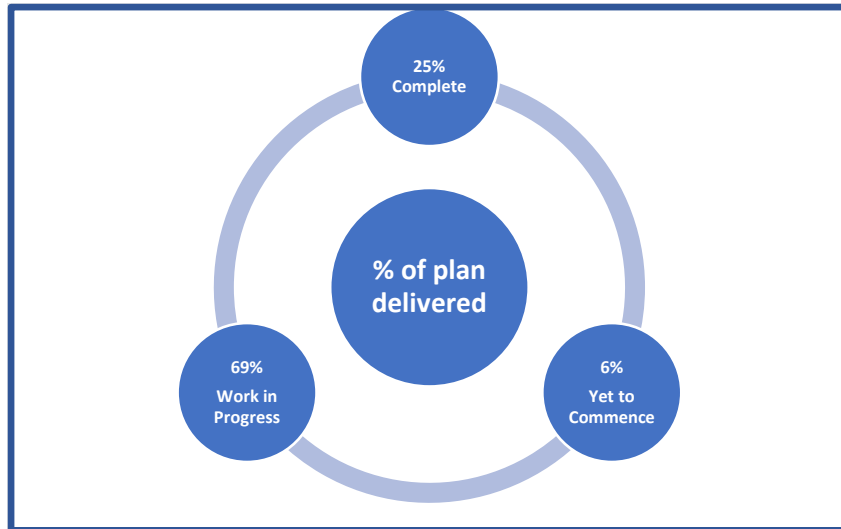 25%
Complete
% of plan
delivered
69%
Work in
Progress
6%
Yet to
Commence